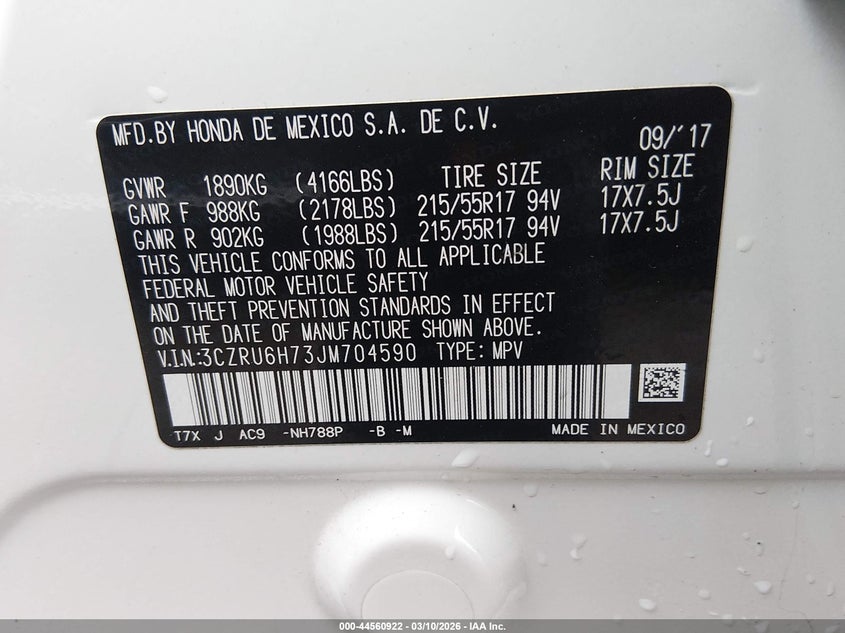 MFD.BY HONDA DE MEXICO S.A. DE C.V.
09/'17
GVWR 1890KG (4166LBS) TIRE SIZE RIM SIZE
GAWR F 988KG (2178LBS) 215/55R17 94V 17X7.5J
GAWR R 902KG (1988LBS) 215/55R17 94V 17X7.5J
THIS VEHICLE CONFORMS TO ALL APPLICABLE
FEDERAL MOTOR VEHICLE SAFETY
AND THEFT PREVENTION STANDARDS IN EFFECT
ON THE DATE OF MANUFACTURE SHOWN ABOVE.
V.I.N.:3CZRU6H73JM704590 TYPE: MPV
T7X J AC9 -NH788P -B -M MADE IN MEXICO
000-44560922 - 03/10/2026 - IAA Inc.